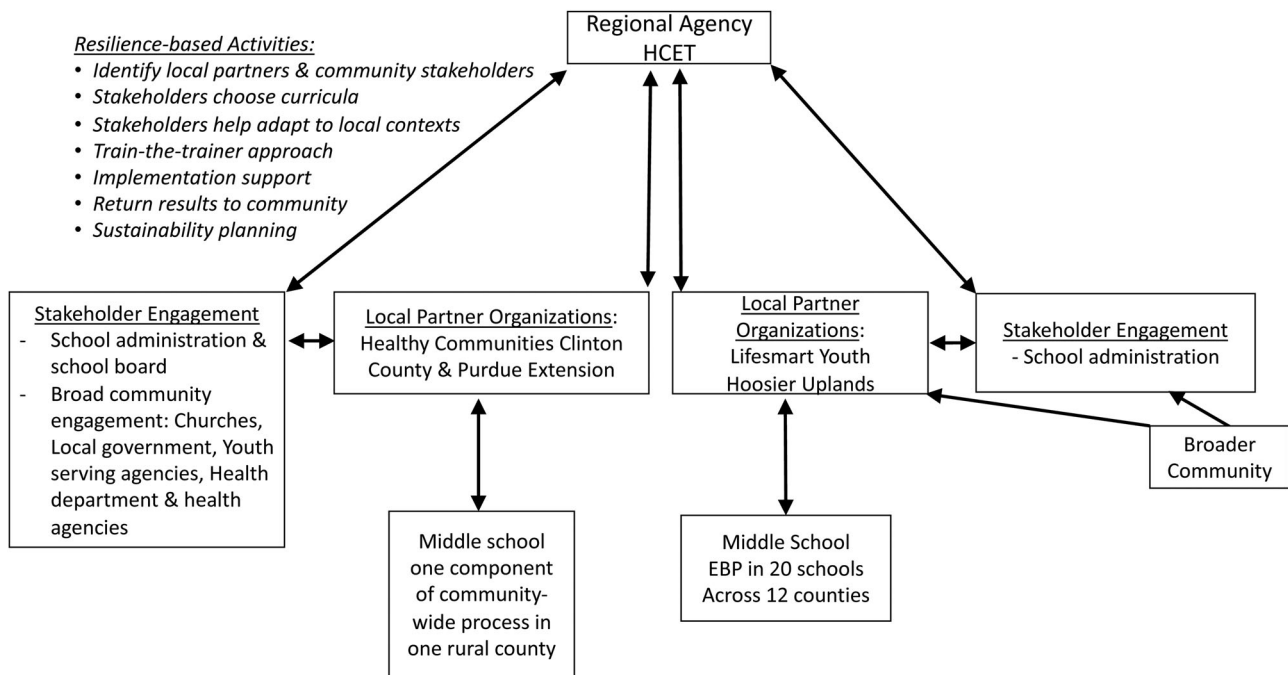 Regional Agency
HCET
Resilience-based Activities:
• Identify local partners & community stakeholders
• Stakeholders choose curricula
• Stakeholders help adapt to local contexts
• Train-the-trainer approach
• Implementation support
• Return results to community
• Sustainability planning
Stakeholder Engagement
- School administration &
school board
- Broad community
engagement: Churches,
Local government, Youth
serving agencies, Health
department & health
agencies
Local Partner Organizations:
Healthy Communities Clinton
County & Purdue Extension
Local Partner
Organizations:
Lifesmart Youth
Hoosier Uplands
Stakeholder Engagement
- School administration
Broader
Community
Middle school
one component
of community-
wide process in
one rural county
Middle School
EBP in 20 schools
Across 12 counties